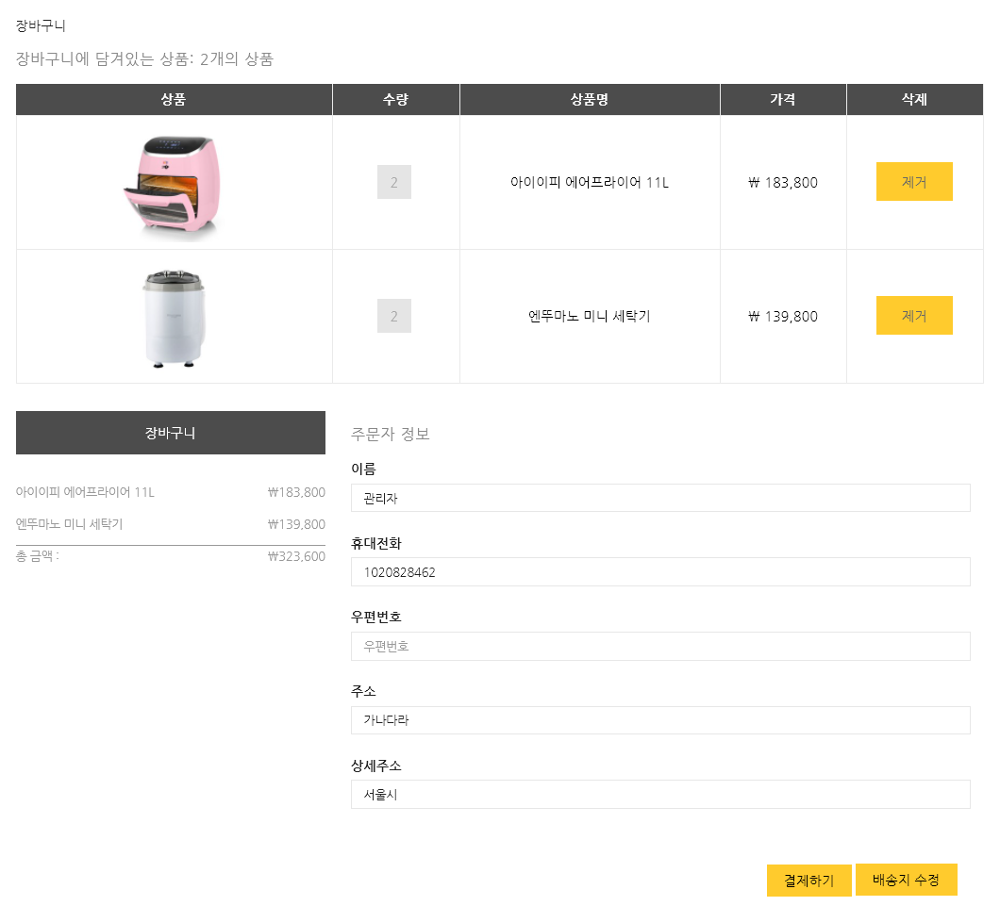 장바구니
장바구니에 담겨있는 상품: 2개의 상품
상품 수량 상품명 가격 삭제
2 아이이피 에어프라이어 11L ₩ 183,800 제거
2 엔뚜마노 미니 세탁기 ₩ 139,800 제거
장바구니
아이이피 에어프라이어 11L ₩183,800
엔뚜마노 미니 세탁기 ₩139,800
총 금액 : ₩323,600
주문자 정보
이름
관리자
휴대전화
1020828462
우편번호
우편번호
주소
가나다라
상세주소
서울시
결제하기 배송지 수정